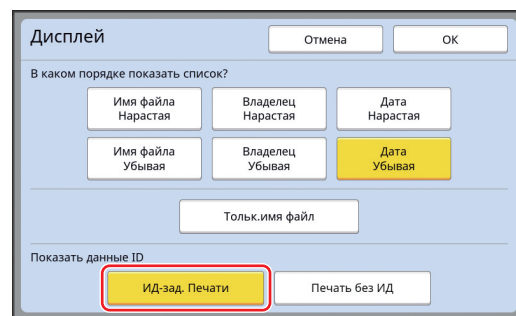 Дисплей
Отмена
OK
В каком порядке показать список?
Имя файла
Нарастая
Владелец
Нарастая
Дата
Нарастая
Имя файла
Убывая
Владелец
Убывая
Дата
Убывая
Тольк.имя файл
Показать данные ID
ИД-зад. Печати
Печать без ИД